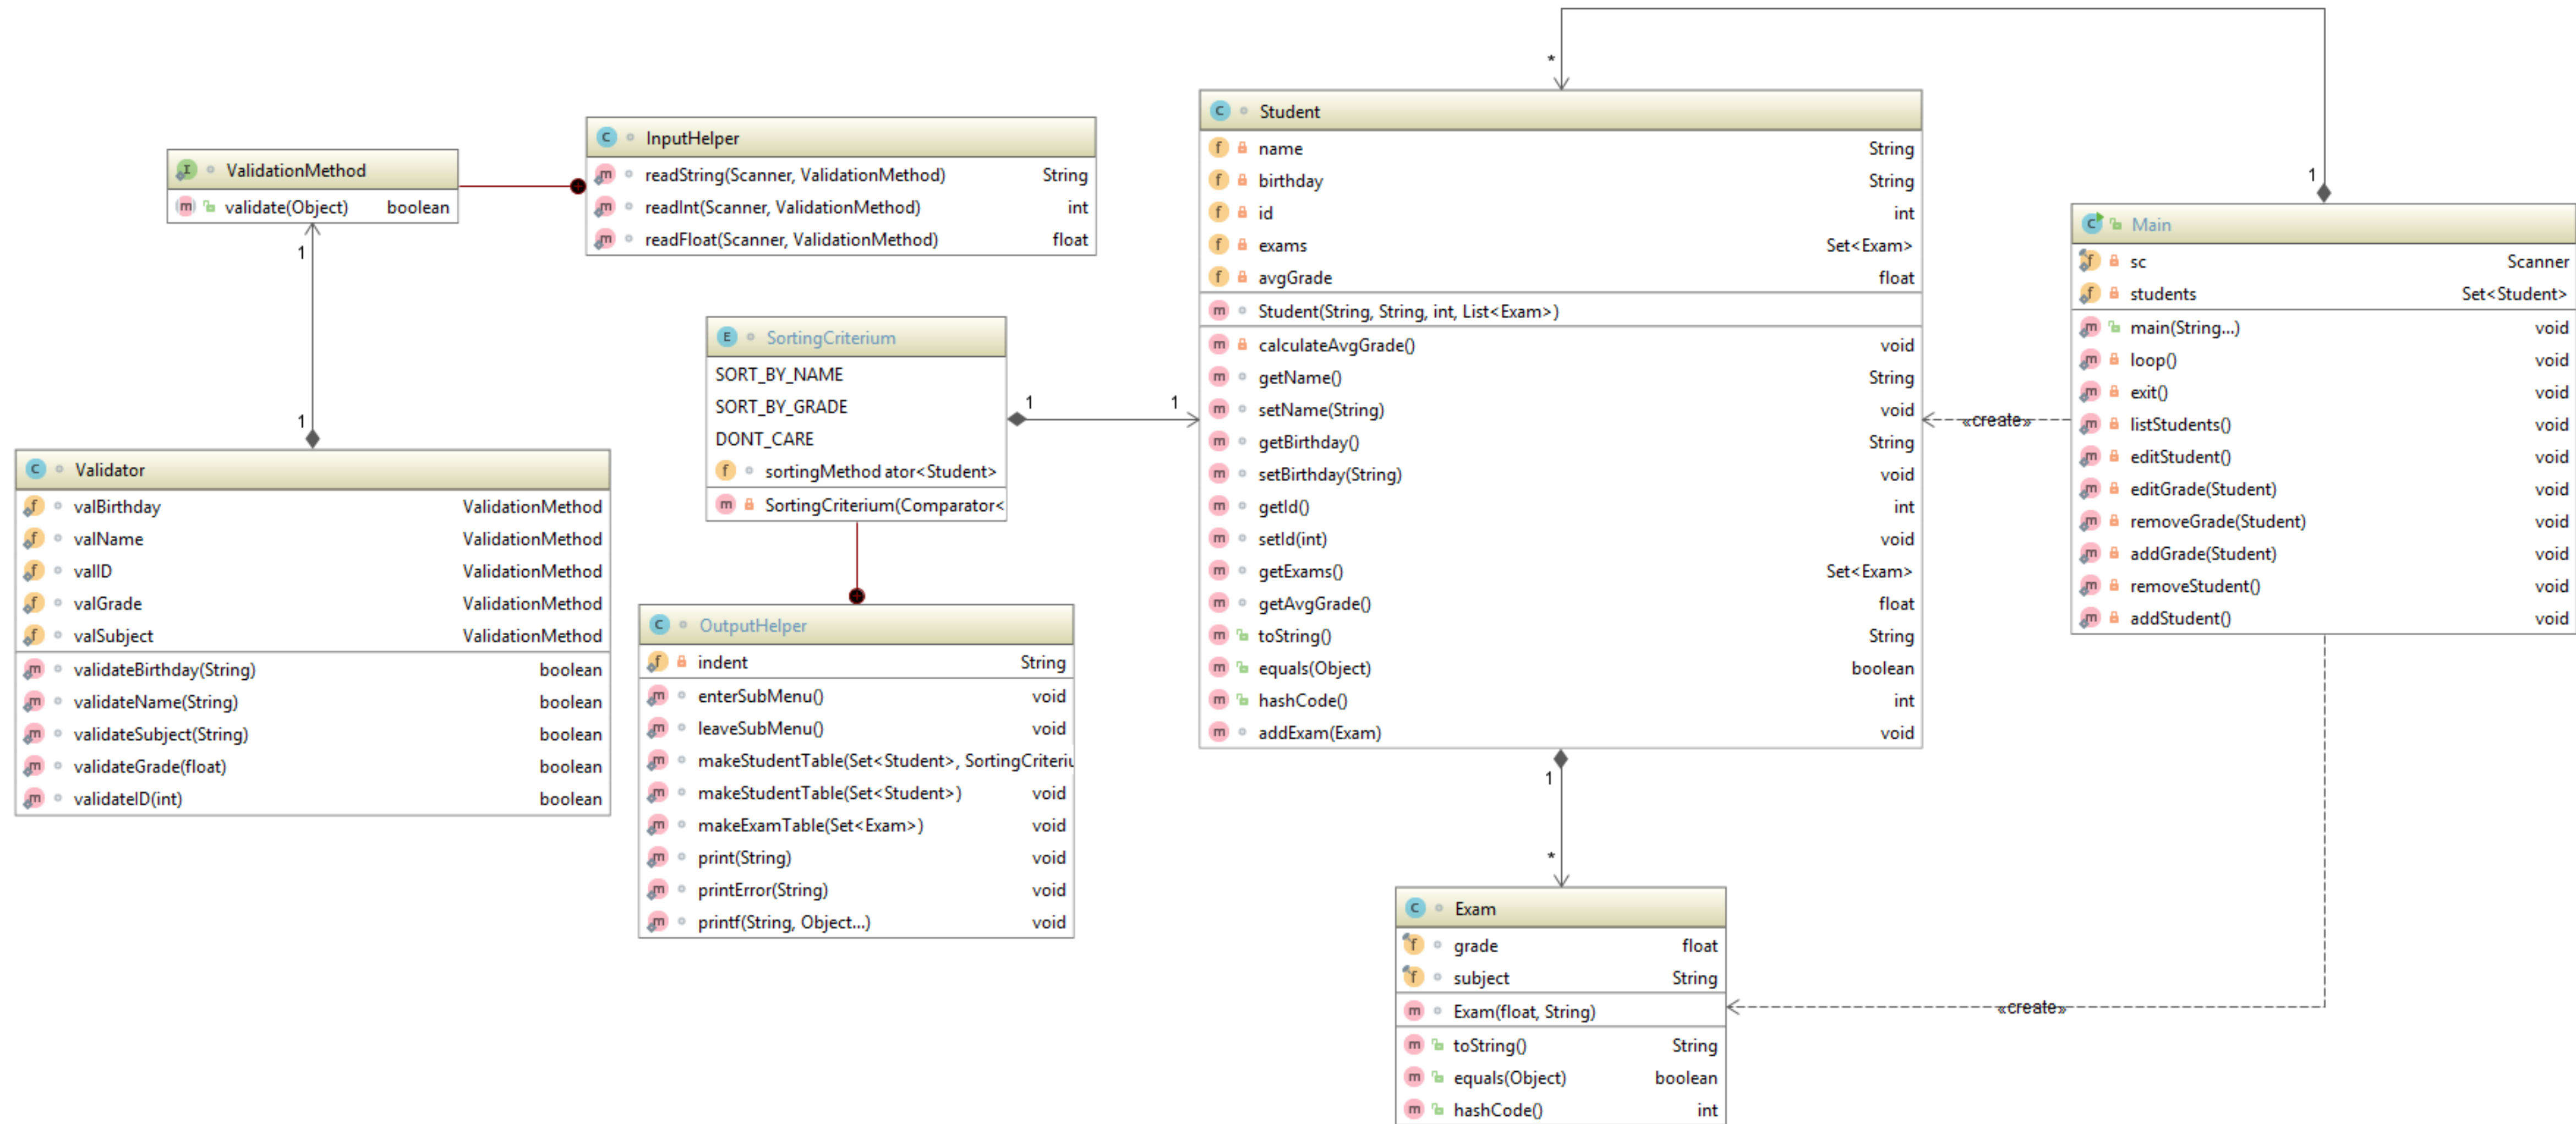 ValidationMethod
validate(Object) boolean
1
1
InputHelper
readString(Scanner, ValidationMethod) String
readInt(Scanner, ValidationMethod) int
readFloat(Scanner, ValidationMethod) float
Validator
valBirthday ValidationMethod
valName ValidationMethod
valID ValidationMethod
valGrade ValidationMethod
valSubject ValidationMethod
validateBirthday(String) boolean
validateName(String) boolean
validateSubject(String) boolean
validateGrade(float) boolean
validateID(int) boolean
SortingCriterium
SORT_BY_NAME
SORT_BY_GRADE
DONT_CARE
sortingMethod ator<Student>
SortingCriterium(Comparator<
1 1
OutputHelper
indent String
enterSubMenu() void
leaveSubMenu() void
makeStudentTable(Set<Student>, SortingCriteriu
makeStudentTable(Set<Student>) void
makeExamTable(Set<Exam>) void
print(String) void
printError(String) void
printf(String, Object...) void
*
Student
name String
birthday String
id int
exams Set<Exam>
avgGrade float
Student(String, String, int, List<Exam>)
calculateAvgGrade() void
getName() String
setName(String) void
getBirthday() String
setBirthday(String) void
getId() int
setId(int) void
getExams() Set<Exam>
getAvgGrade() float
toString() String
equals(Object) boolean
hashCode() int
addExam(Exam) void
1
*
Exam
grade float
subject String
Exam(float, String)
toString() String
equals(Object) boolean
hashCode() int
1
Main
sc Scanner
students Set<Student>
main(String...) void
loop() void
exit() void
listStudents() void
editStudent() void
editGrade(Student) void
removeGrade(Student) void
addGrade(Student) void
removeStudent() void
addStudent() void
«create»
«create»